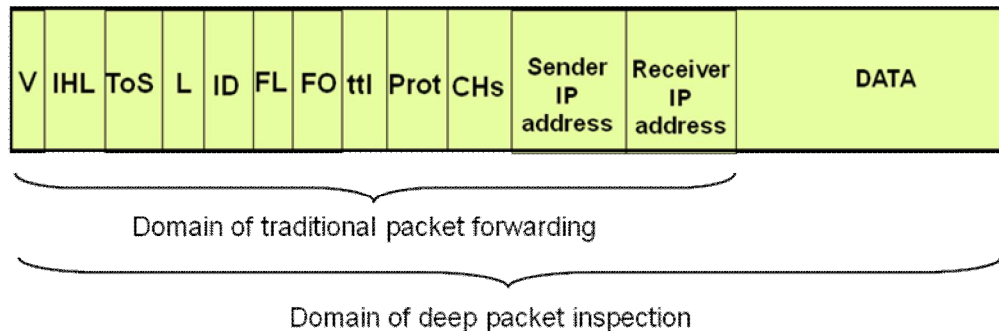 V IHL ToS L ID FL FO ttl Prot CHs Sender IP address Receiver IP address DATA
Domain of traditional packet forwarding
Domain of deep packet inspection